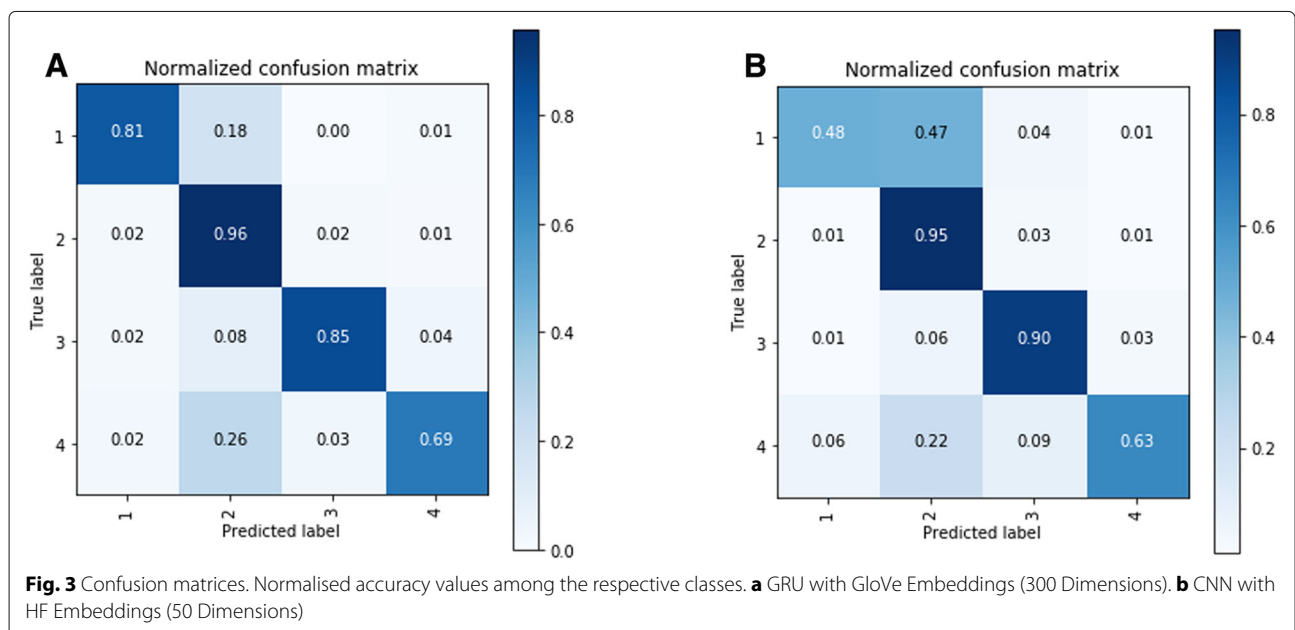 A
Normalized confusion matrix
1
0.81 0.18 0.00 0.01
2
0.02 0.96 0.02 0.01
3
0.02 0.08 0.85 0.04
4
0.02 0.26 0.03 0.69
True label
1 2 3 4
Predicted label
0.8
0.6
0.4
0.2
0.0
B
Normalized confusion matrix
1
0.48 0.47 0.04 0.01
2
0.01 0.95 0.03 0.01
3
0.01 0.06 0.90 0.03
4
0.06 0.22 0.09 0.63
True label
1 2 3 4
Predicted label
0.8
0.6
0.4
0.2
Fig. 3 Confusion matrices. Normalised accuracy values among the respective classes. a GRU with GloVe Embeddings (300 Dimensions). b CNN with
HF Embeddings (50 Dimensions)